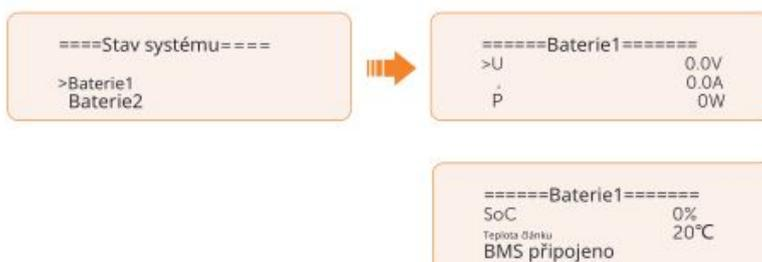 ====Stav systému====
>Baterie1
Baterie2
======Baterie1=======
>U 0.0V
0.0A
P 0W
======Baterie1=======
SoC 0%
Teplota článku 20℃
BMS připojeno